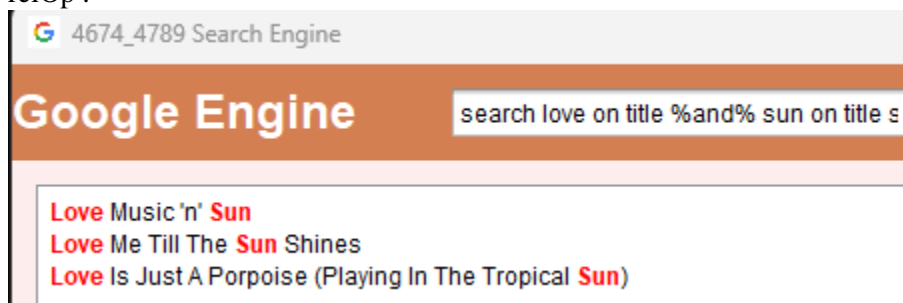 4674_4789 Search Engine
Google Engine
search love on title %and% sun on title s
Love Music 'n' Sun
Love Me Till The Sun Shines
Love Is Just A Porpoise (Playing In The Tropical Sun)